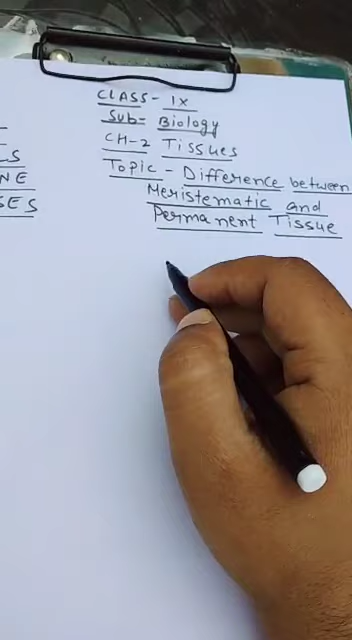 CLASS - IX
Sub= Biology
CH-2 Tissues
Topic - Difference between
Meristematic and
Permanent Tissue